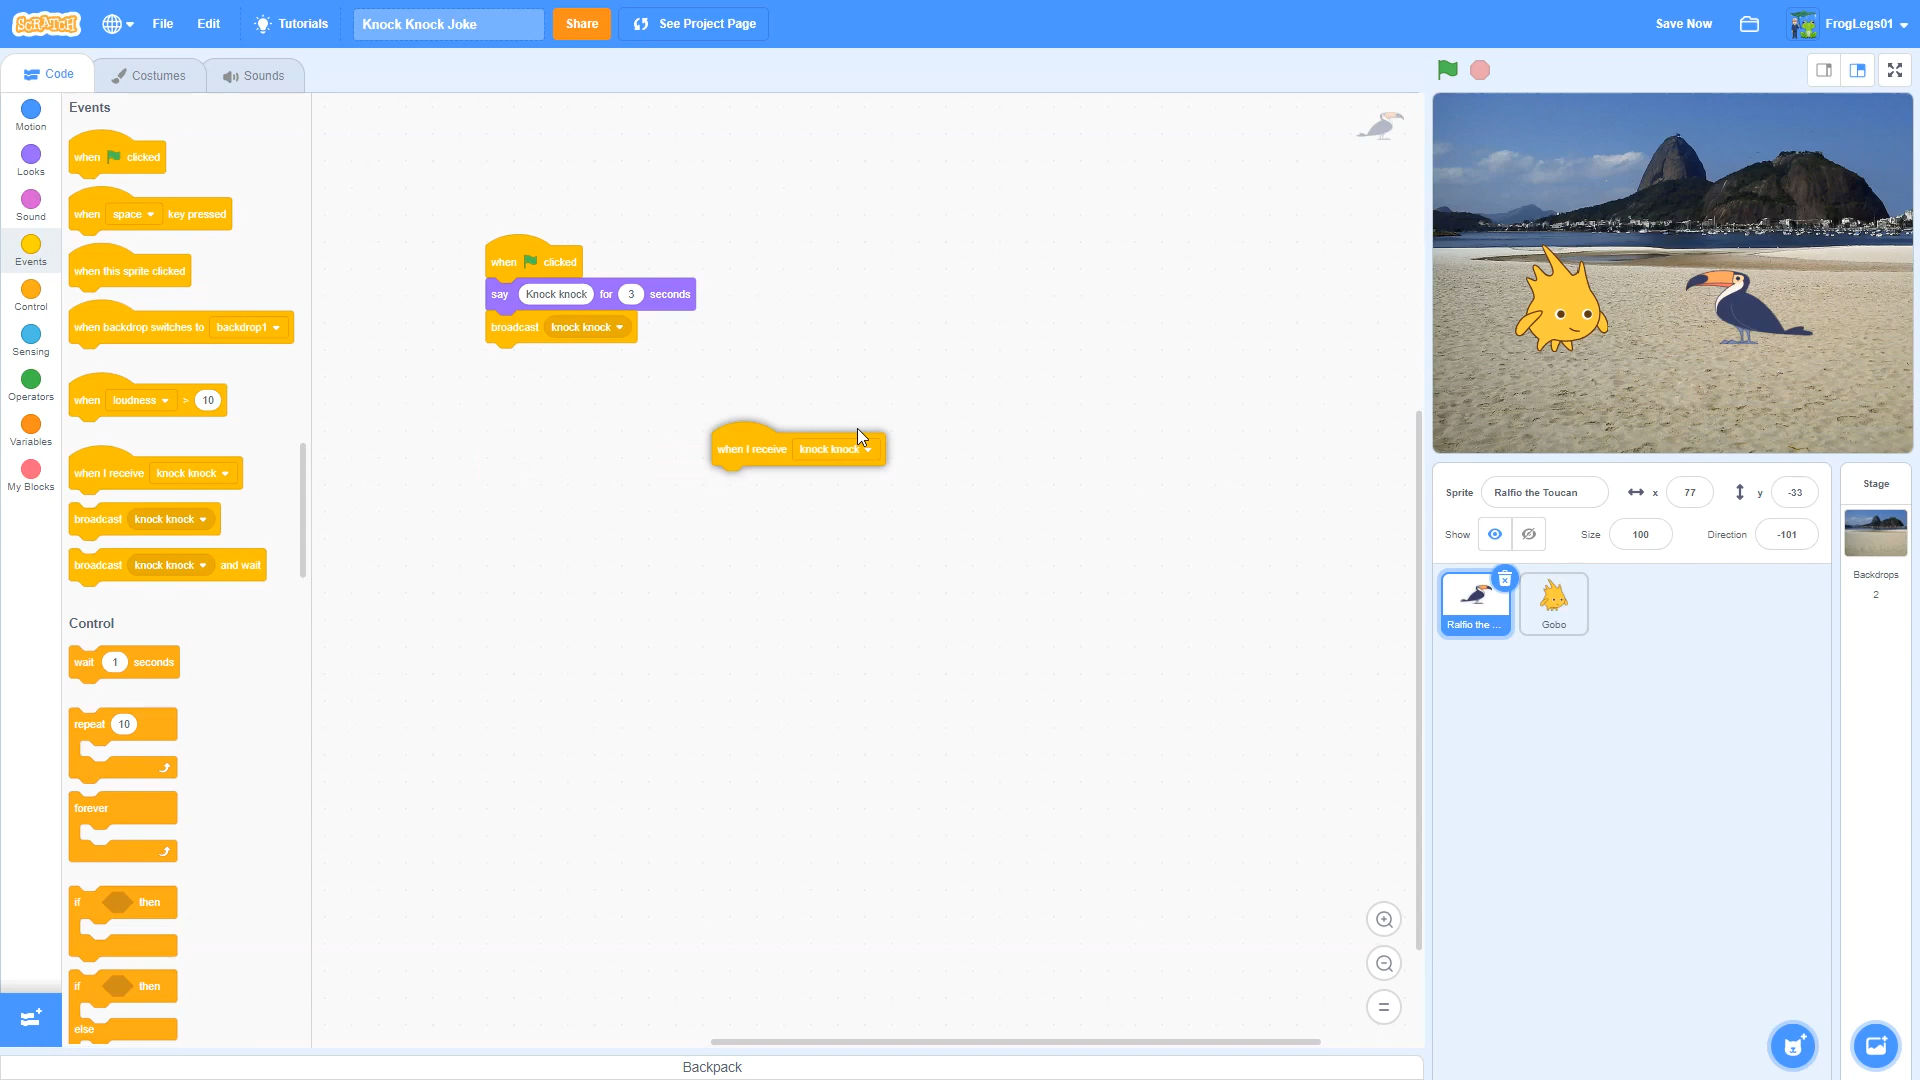 SCRATCH File Edit Tutorials Knock Knock Joke Share See Project Page Save Now FrogLegs01
Code Costumes Sounds
Motion
Looks
Sound
Events
Control
Sensing
Operators
Variables
My Blocks
Events
when clicked
when space key pressed
when this sprite clicked
when backdrop switches to backdrop1
when loudness > 10
when I receive knock knock
broadcast knock knock
broadcast knock knock and wait
Control
wait 1 seconds
repeat 10
forever
if then
if then
else
when clicked
say Knock knock for 3 seconds
broadcast knock knock
when I receive knock knock
Backpack
Sprite Ralfio the Toucan x 77 y -33
Show Size 100 Direction -101
Ralfio the ...
Gobo
Stage
Backdrops
2